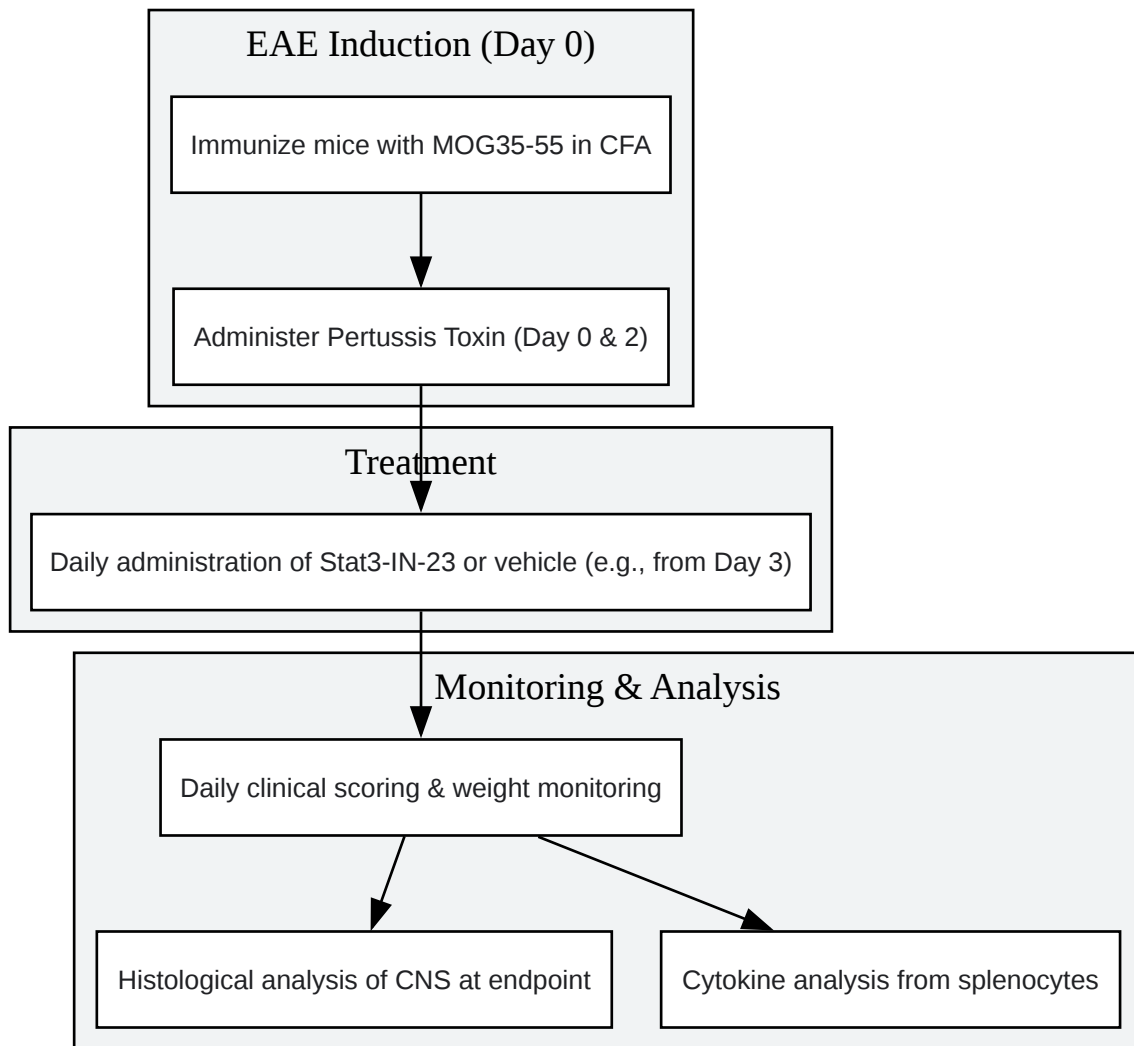 EAE Induction (Day 0)
Immunize mice with MOG35-55 in CFA
Administer Pertussis Toxin (Day 0 & 2)
Treatment
Daily administration of Stat3-IN-23 or vehicle (e.g., from Day 3)
Monitoring & Analysis
Daily clinical scoring & weight monitoring
Histological analysis of CNS at endpoint
Cytokine analysis from splenocytes